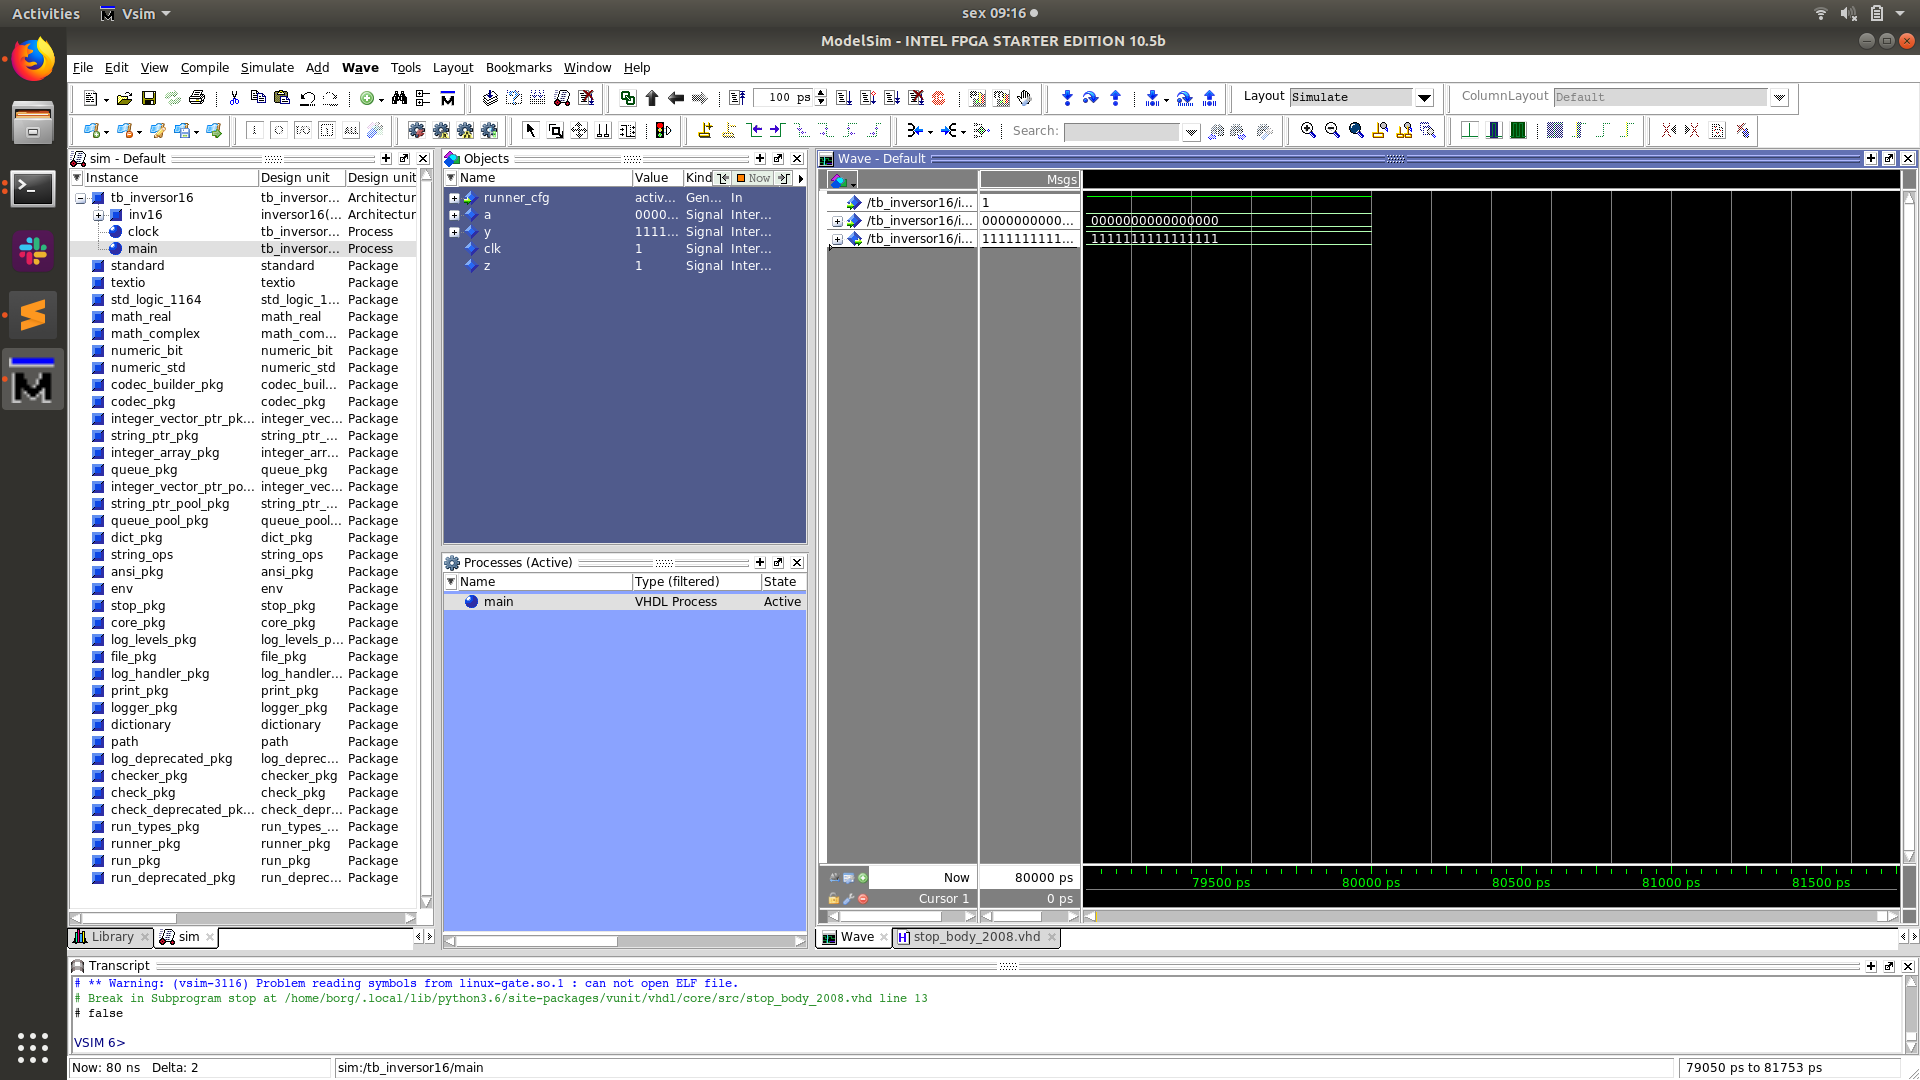 Activities Vsim sex 09:16
ModelSim - INTEL FPGA STARTER EDITION 10.5b
File Edit View Compile Simulate Add Wave Tools Layout Bookmarks Window Help
100 ps Layout Simulate ColumnLayout Default
Search:
sim - Default
Instance Design unit Design unit
tb_inversor16 tb_inversor... Architectur
inv16 inversor16(... Architectur
clock tb_inversor... Process
main tb_inversor... Process
standard standard Package
textio textio Package
std_logic_1164 std_logic_1... Package
math_real math_real Package
math_complex math_com... Package
numeric_bit numeric_bit Package
numeric_std numeric_std Package
codec_builder_pkg codec_buil... Package
codec_pkg codec_pkg Package
integer_vector_ptr_pk... integer_vec... Package
string_ptr_pkg string_ptr_... Package
integer_array_pkg integer_arr... Package
queue_pkg queue_pkg Package
integer_vector_ptr_po... integer_vec... Package
string_ptr_pool_pkg string_ptr_... Package
queue_pool_pkg queue_pool... Package
dict_pkg dict_pkg Package
string_ops string_ops Package
ansi_pkg ansi_pkg Package
env env Package
stop_pkg stop_pkg Package
core_pkg core_pkg Package
log_levels_pkg log_levels_p... Package
file_pkg file_pkg Package
log_handler_pkg log_handler... Package
print_pkg print_pkg Package
logger_pkg logger_pkg Package
dictionary dictionary Package
path path Package
log_deprecated_pkg log_deprec... Package
checker_pkg checker_pkg Package
check_pkg check_pkg Package
check_deprecated_pk... check_depr... Package
run_types_pkg run_types_... Package
runner_pkg runner_pkg Package
run_pkg run_pkg Package
run_deprecated_pkg run_deprec... Package
Library sim
Objects
Name Value Kind Now
runner_cfg activ... Gen... In
a 0000... Signal Inter...
y 1111... Signal Inter...
clk 1 Signal Inter...
z 1 Signal Inter...
Processes (Active)
Name Type (filtered) State
main VHDL Process Active
Wave - Default
Msgs
/tb_inversor16/i... 1
/tb_inversor16/i... 0000000000... 0000000000000000
/tb_inversor16/i... 1111111111... 1111111111111111
Now 80000 ps 79500 ps 80000 ps 80500 ps 81000 ps 81500 ps
Cursor 1 0 ps
Wave stop_body_2008.vhd
Transcript
# ** Warning: (vsim-3116) Problem reading symbols from linux-gate.so.1 : can not open ELF file.
# Break in Subprogram stop at /home/borg/.local/lib/python3.6/site-packages/vunit/vhdl/core/src/stop_body_2008.vhd line 13
# false
VSIM 6>
Now: 80 ns Delta: 2 sim:/tb_inversor16/main 79050 ps to 81753 ps